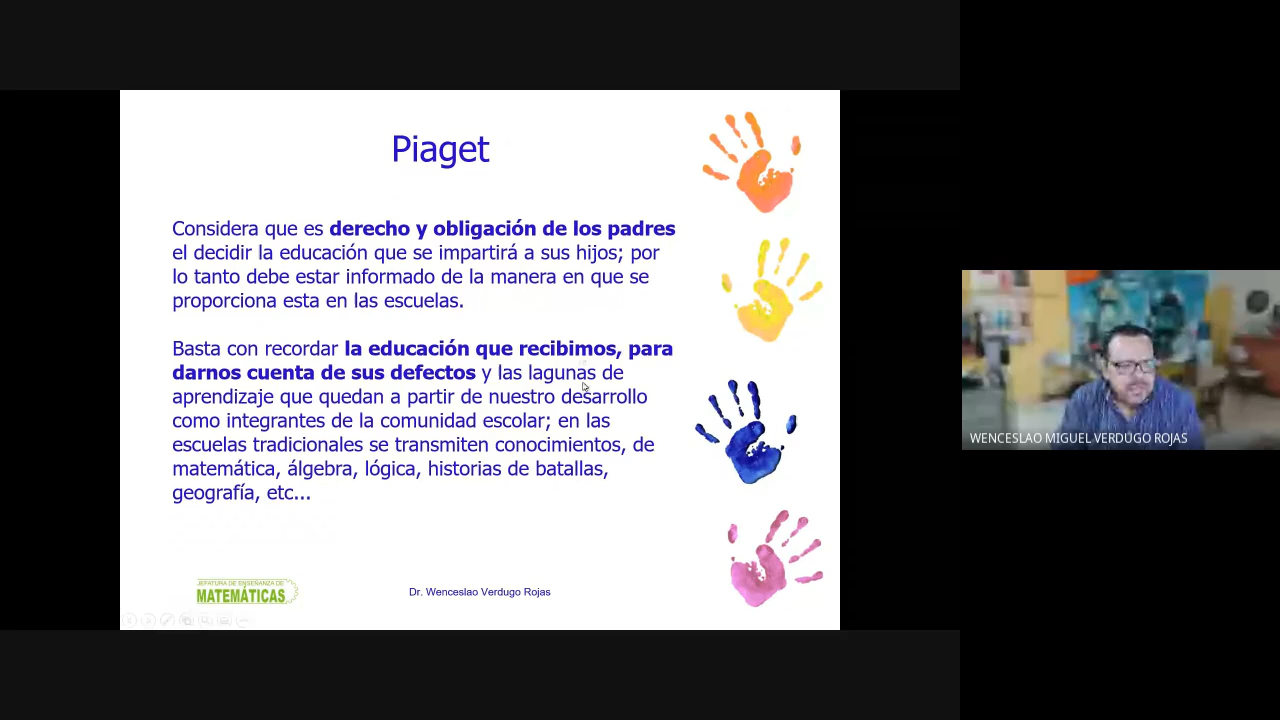 Piaget
Considera que es derecho y obligación de los padres
el decidir la educación que se impartirá a sus hijos; por
lo tanto debe estar informado de la manera en que se
proporciona esta en las escuelas.
Basta con recordar la educación que recibimos, para
darnos cuenta de sus defectos y las lagunas de
aprendizaje que quedan a partir de nuestro desarrollo
como integrantes de la comunidad escolar; en las
escuelas tradicionales se transmiten conocimientos, de
matemática, álgebra, lógica, historias de batallas,
geografía, etc...
JEFATURA DE ENSEÑANZA DE
MATEMÁTICAS
Dr. Wenceslao Verdugo Rojas
WENCESLAO MIGUEL VERDUGO ROJAS